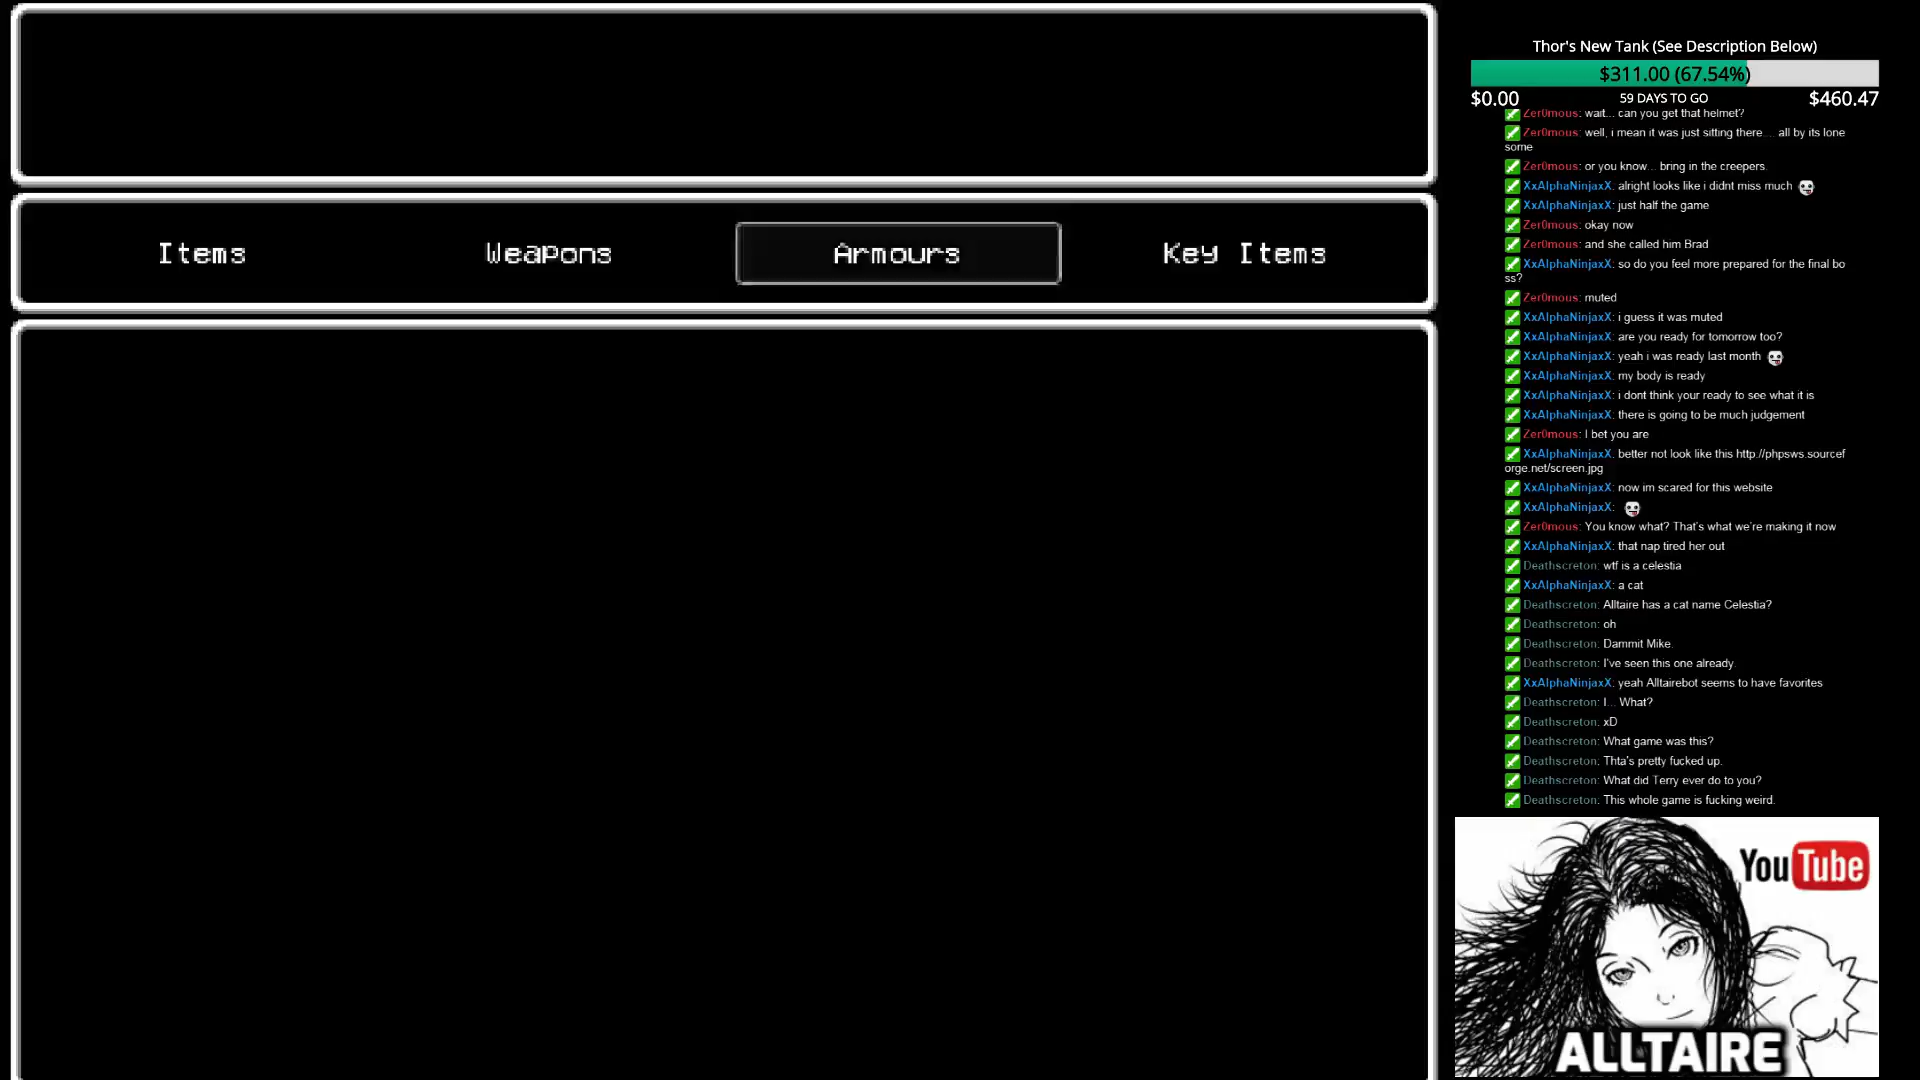 Items Weapons Armours Key Items
Thor's New Tank (See Description Below)
$311.00 (67.54%)
$0.00 59 DAYS TO GO $460.47
Zer0mous: wait... can you get that helmet?
Zer0mous: well, i mean it was just sitting there.... all by its lone
some
Zer0mous: or you know... bring in the creepers.
XxAlphaNinjaxX: alright looks like i didnt miss much
XxAlphaNinjaxX: just half the game
Zer0mous: okay now
Zer0mous: and she called him Brad
XxAlphaNinjaxX: so do you feel more prepared for the final bo
ss?
Zer0mous: muted
XxAlphaNinjaxX: i guess it was muted
XxAlphaNinjaxX: are you ready for tomorrow too?
XxAlphaNinjaxX: yeah i was ready last month
XxAlphaNinjaxX: my body is ready
XxAlphaNinjaxX: i dont think your ready to see what it is
XxAlphaNinjaxX: there is going to be much judgement
Zer0mous: I bet you are
XxAlphaNinjaxX: better not look like this http://phpsws.sourcef
orge.net/screen.jpg
XxAlphaNinjaxX: now im scared for this website
XxAlphaNinjaxX:
Zer0mous: You know what? That's what we're making it now
XxAlphaNinjaxX: that nap tired her out
Deathscreton: wtf is a celestia
XxAlphaNinjaxX: a cat
Deathscreton: Alltaire has a cat name Celestia?
Deathscreton: oh
Deathscreton: Dammit Mike.
Deathscreton: I've seen this one already.
XxAlphaNinjaxX: yeah Alltairebot seems to have favorites
Deathscreton: I... What?
Deathscreton: xD
Deathscreton: What game was this?
Deathscreton: Thta's pretty fucked up.
Deathscreton: What did Terry ever do to you?
Deathscreton: This whole game is fucking weird.
YouTube
ALLTAIRE